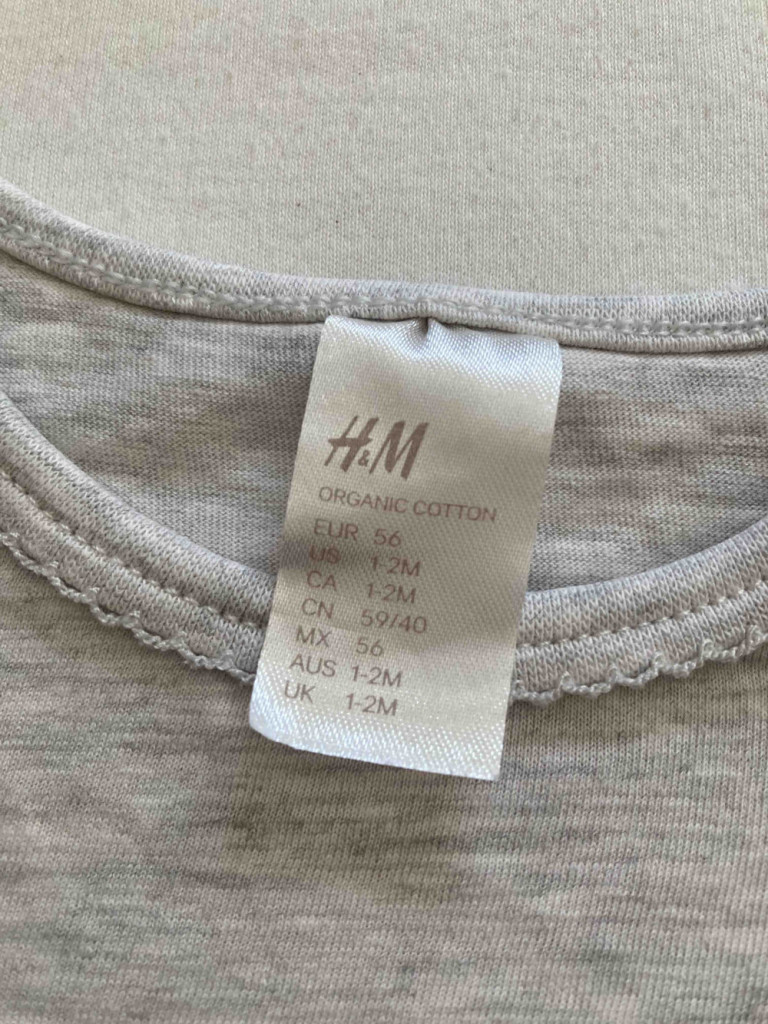 H&M
ORGANIC COTTON
EUR 56
US 1-2M
CA 1-2M
CN 59/40
MX 56
AUS 1-2M
UK 1-2M